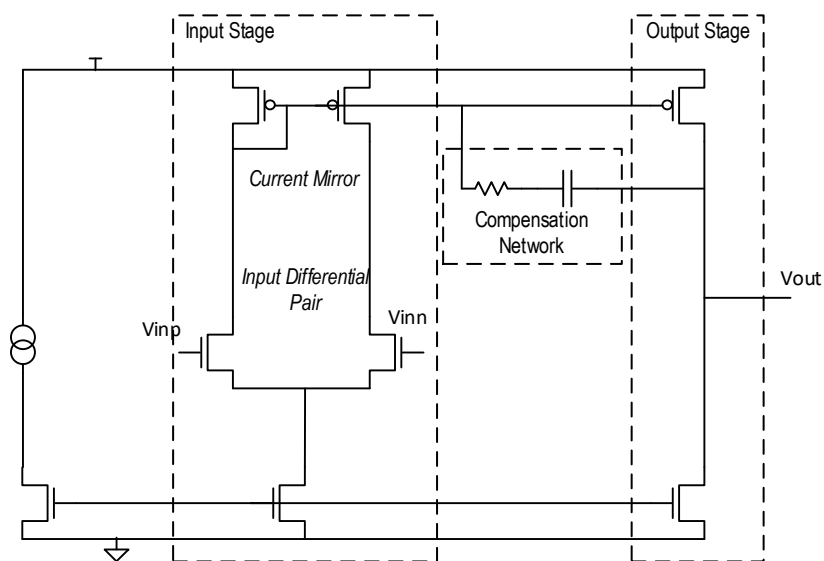 Input Stage
Output Stage
Current Mirror
Compensation
Network
Input Differential
Pair
Vout
Vinp
Vinn